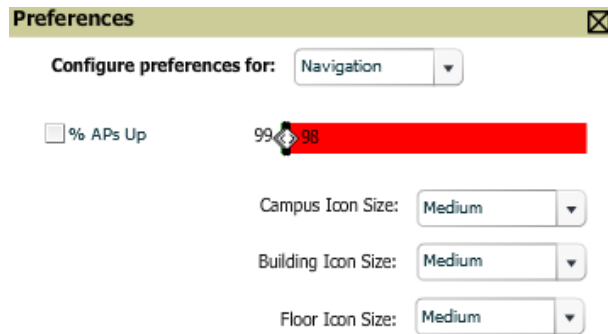 Preferences
Configure preferences for: Navigation
% APs Up 99 98
Campus Icon Size: Medium
Building Icon Size: Medium
Floor Icon Size: Medium